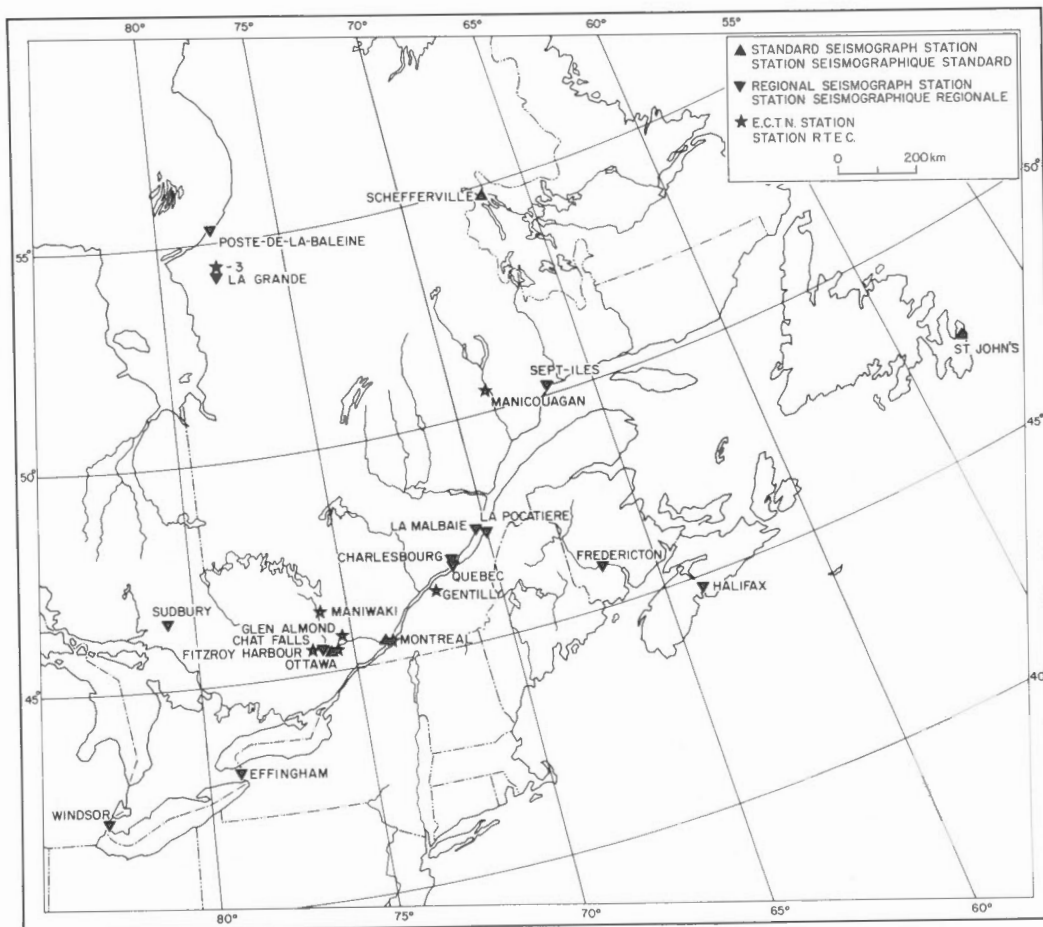 80°
75°
70°
65°
60°
55°
▲ STANDARD SEISMOGRAPH STATION
STATION SEISMOGRAPHIQUE STANDARD
▼ REGIONAL SEISMOGRAPH STATION
STATION SEISMOGRAPHIQUE REGIONALE
★ E.C.T.N. STATION
STATION R T E C.
0 200 km
50°
SCHEFFERVILLE
POSTE-DE-LA-BALEINE
55°
-3
LA GRANDE
ST JOHN'S
SEPT-ILES
MANICOUAGAN
45°
50°
LA POCATIERE
LA MALBAIE
CHARLESBOURG
FREDERICTON
QUEBEC
GENTILLY
HALIFAX
SUDBURY
MANIWAKI
GLEN ALMOND
CHAT FALLS
MONTREAL
FITZROY HARBOUR
OTTAWA
40°
45°
EFFINGHAM
WINDSOR
80°
75°
70°
65°
60°